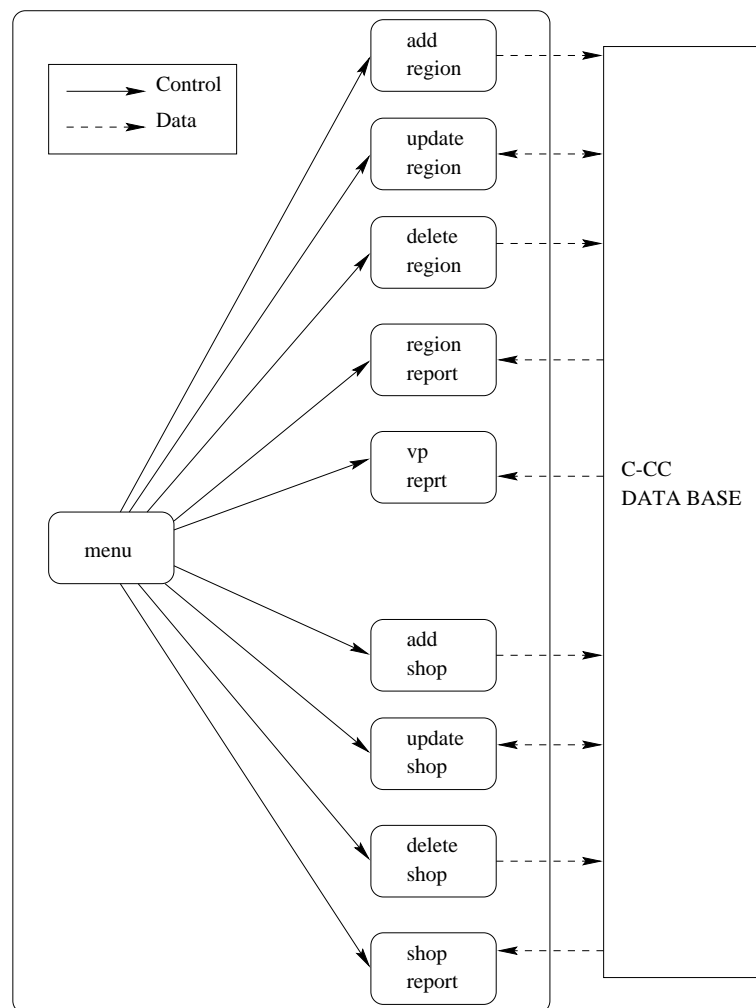 add
region
Control
Data
update
region
delete
region
region
report
vp
reprt
C-CC
DATA BASE
menu
add
shop
update
shop
delete
shop
shop
report